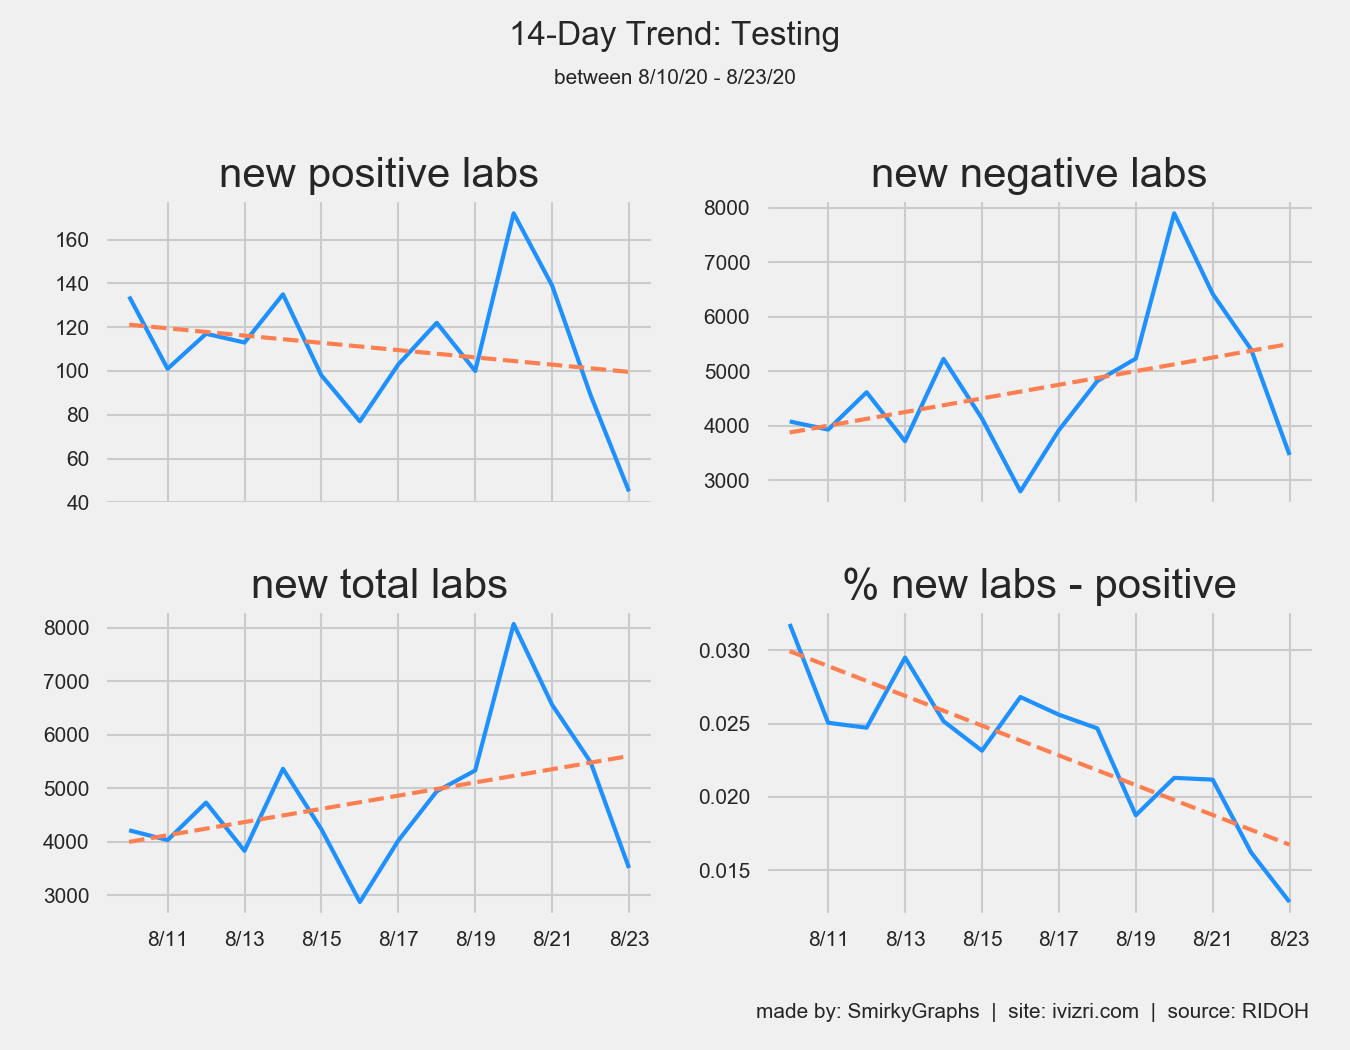 14-Day Trend: Testing
between 8/10/20 - 8/23/20
new positive labs
160
140
120
100
80
60
40
new negative labs
8000
7000
6000
5000
4000
3000
new total labs
8000
7000
6000
5000
4000
3000
8/11 8/13 8/15 8/17 8/19 8/21 8/23
% new labs - positive
0.030
0.025
0.020
0.015
8/11 8/13 8/15 8/17 8/19 8/21 8/23
made by: SmirkyGraphs | site: ivizri.com | source: RIDOH